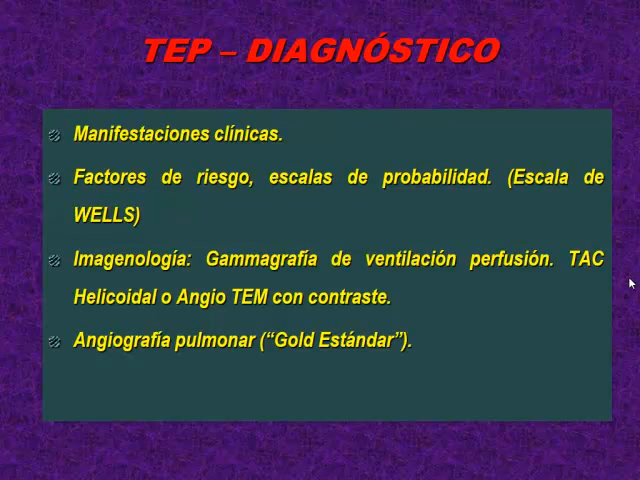 TEP – DIAGNÓSTICO
Manifestaciones clínicas.
Factores de riesgo, escalas de probabilidad. (Escala de
WELLS)
Imagenología: Gammagrafía de ventilación perfusión. TAC
Helicoidal o Angio TEM con contraste.
Angiografía pulmonar (“Gold Estándar”).